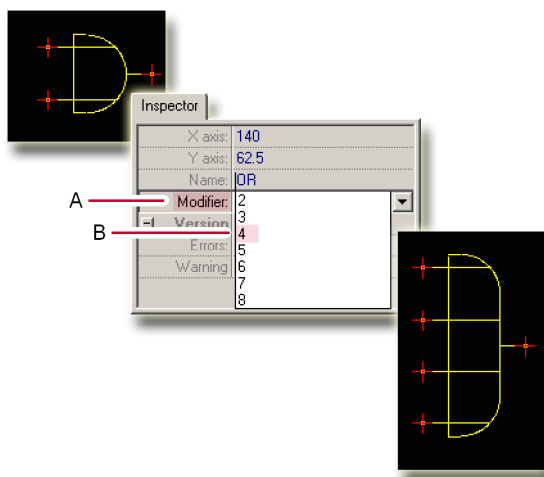 Inspector
X axis: 140
Y axis: 62.5
Name: OR
A
Modifier: 2
3
Version
B
4
Errors: 5
Warning 6
7
8